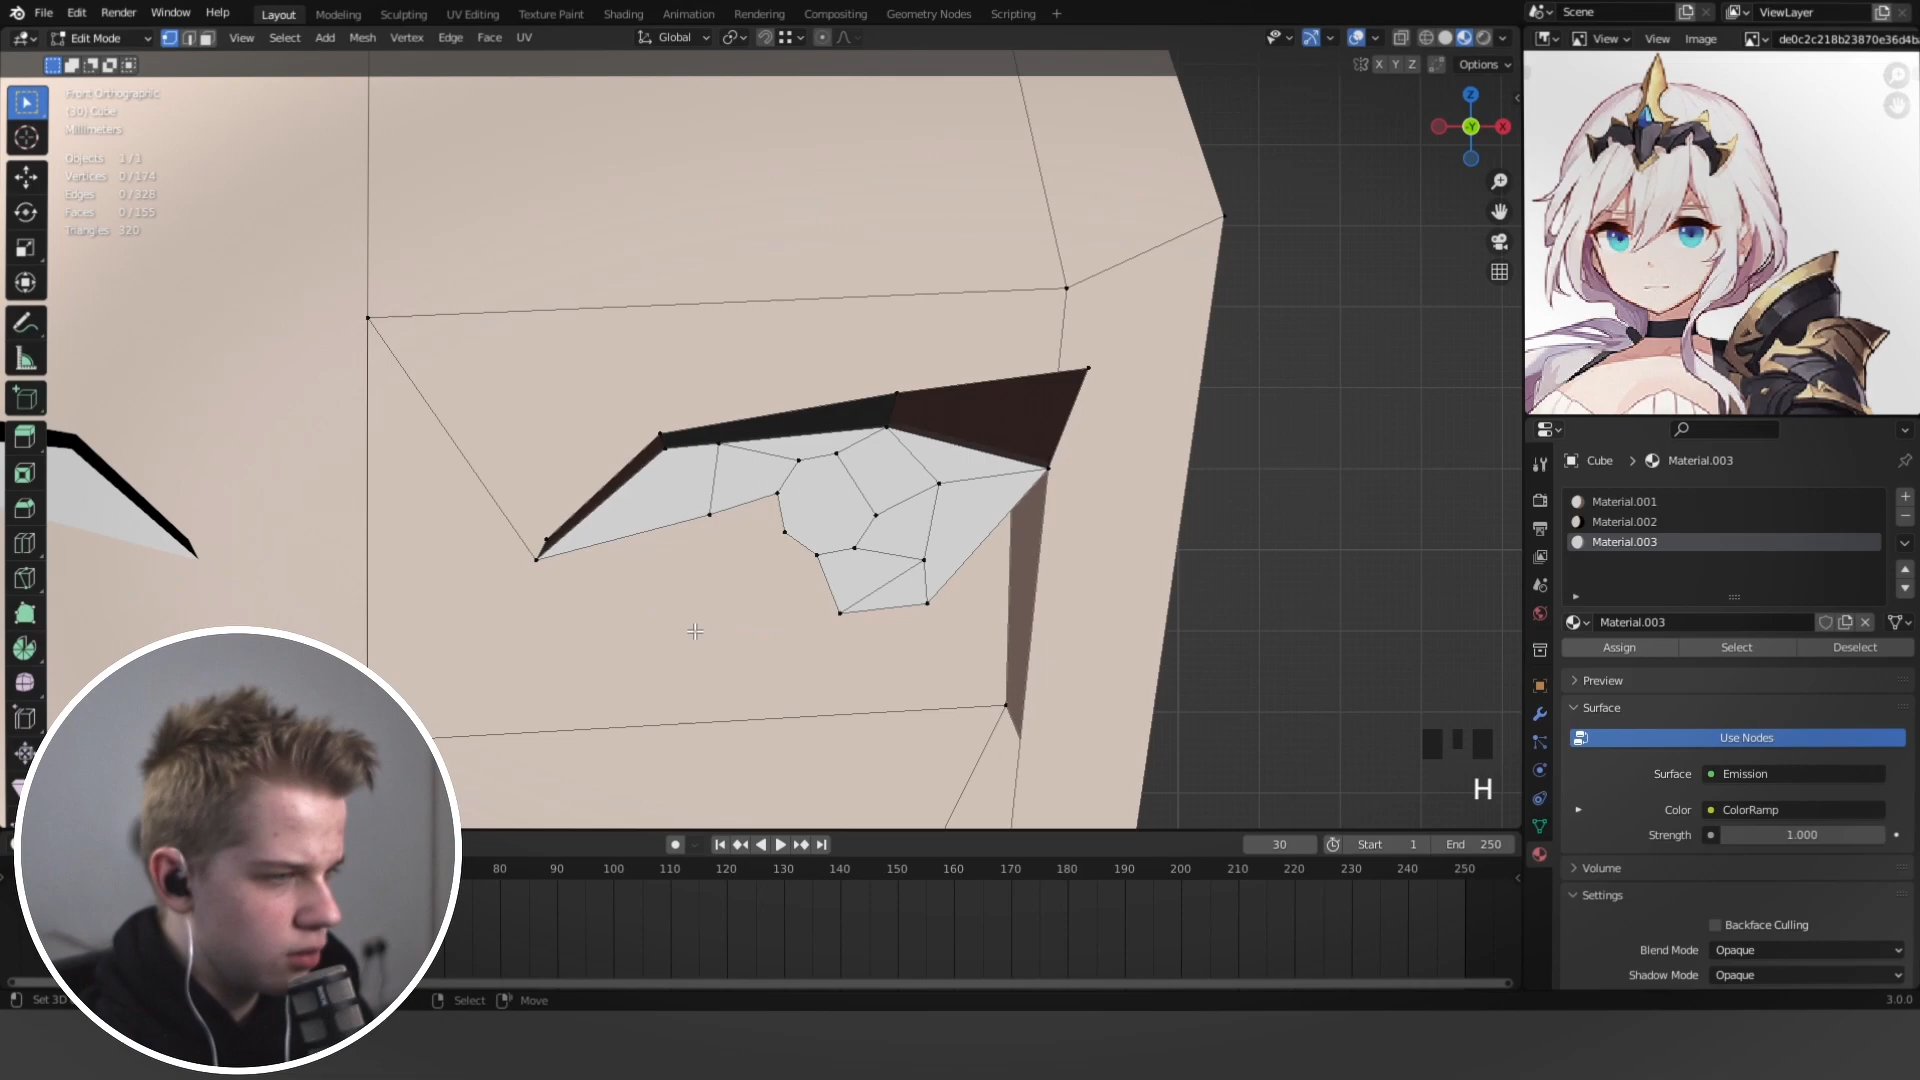 File Edit Render Window Help Layout Modeling Sculpting UV Editing Texture Paint Shading Animation Rendering Compositing Geometry Nodes Scripting + Scene ViewLayer
Edit Mode View Select Add Mesh Vertex Edge Face UV Global View View Image de0c2c218b23870e36d4b
X Y Z Options
Front Orthographic
(30) Cube
Millimeters
Objects 1/1
Vertices 0/174
Edges 0/328
Faces 0/155
Triangles 320
Z
-Y
X
Cube > Material.003
Material.001
Material.002
Material.003
Material.003
Assign Select Deselect
Preview
Surface
Use Nodes
Surface Emission
Color ColorRamp
Strength 1.000
Volume
Settings
Backface Culling
Blend Mode Opaque
Shadow Mode Opaque
H
30 Start 1 End 250
80 90 100 110 120 130 140 150 160 170 180 190 200 210 220 230 240 250
Set 3D Select Move 3.0.0